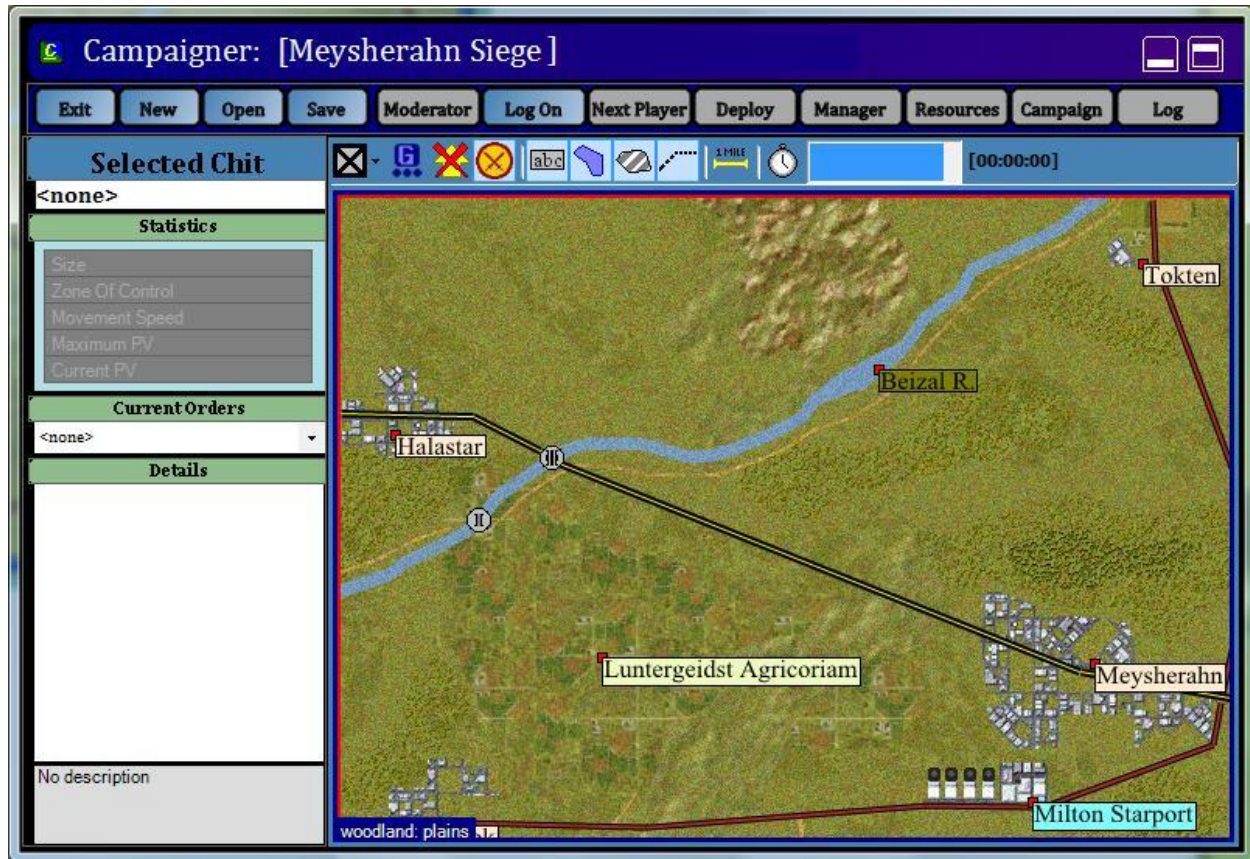 Campaigner: [Meysherahn Siege]
Exit New Open Save Moderator Log On Next Player Deploy Manager Resources Campaign Log
Selected Chit
abc
1 MILE
[00:00:00]
<none>
Statistics
Size
Zone Of Control
Movement Speed
Maximum PV
Current PV
Current Orders
<none>
Details
No description
Tokten
Beizal R.
Halastar
Luntergeidst Agricoriam
Meysherahn
Milton Starport
woodland: plains